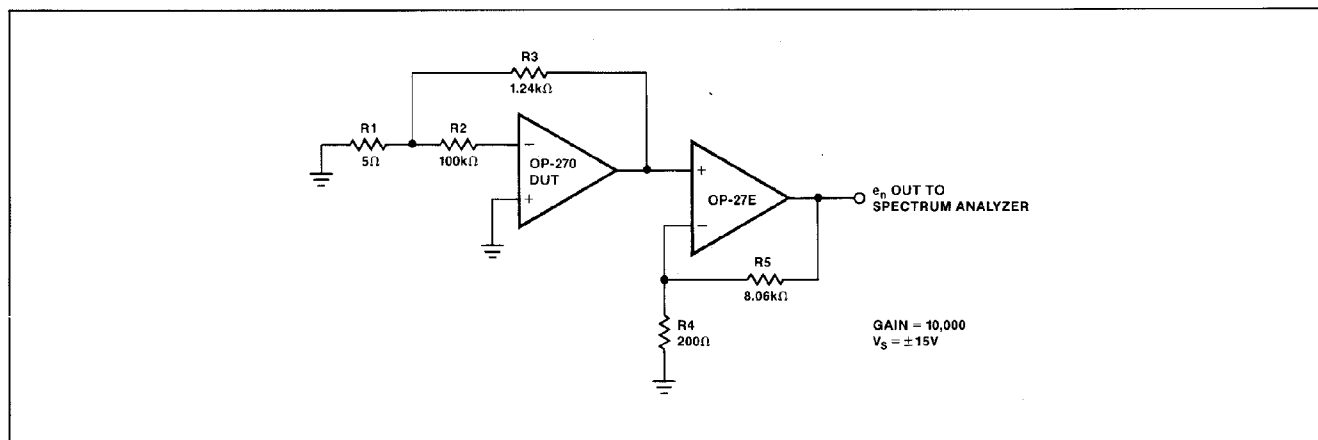 R3
1.24kΩ
R1
5Ω
R2
100kΩ
−
OP-270
DUT
+
+
OP-27E
−
eₙ OUT TO
SPECTRUM ANALYZER
R5
8.06kΩ
R4
200Ω
GAIN = 10,000
Vₛ = ±15V